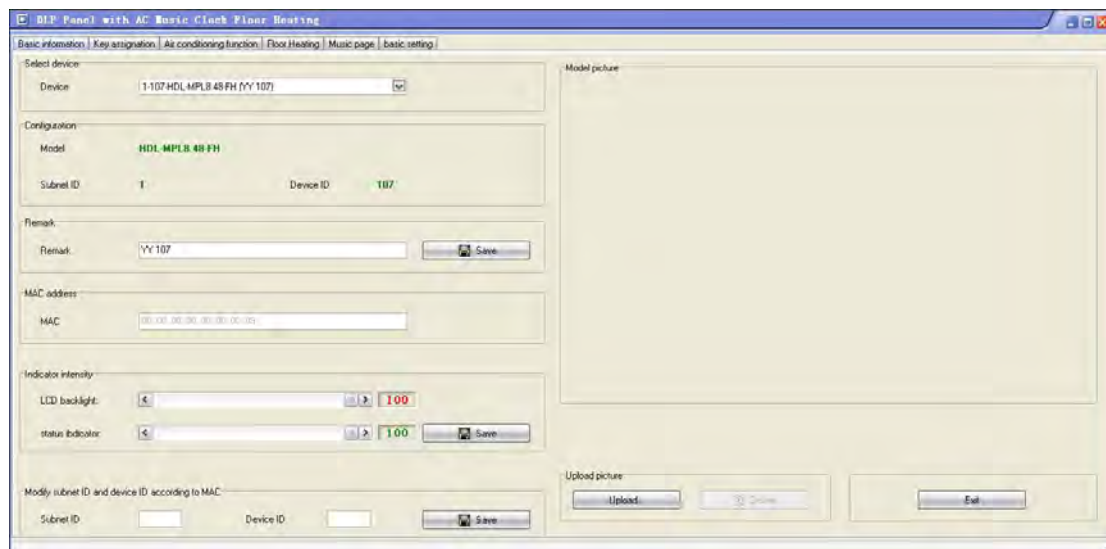 DLP Panel with AC Music Clock Floor Heating
Basic information Key assignation Air conditioning function Floor Heating Music page basic setting
Select device
Device 1-107-HDL-MPL8.48-FH (YY 107)
Configuration
Model HDL-MPL8.48-FH
Subnet ID 1 Device ID 107
Remark
Remark YY 107 Save
MAC address
MAC
Indicator intensity
LCD backlight: 100
status indicator 100 Save
Modify subnet ID and device ID according to MAC
Subnet ID Device ID Save
Model picture
Upload picture
Upload Exit